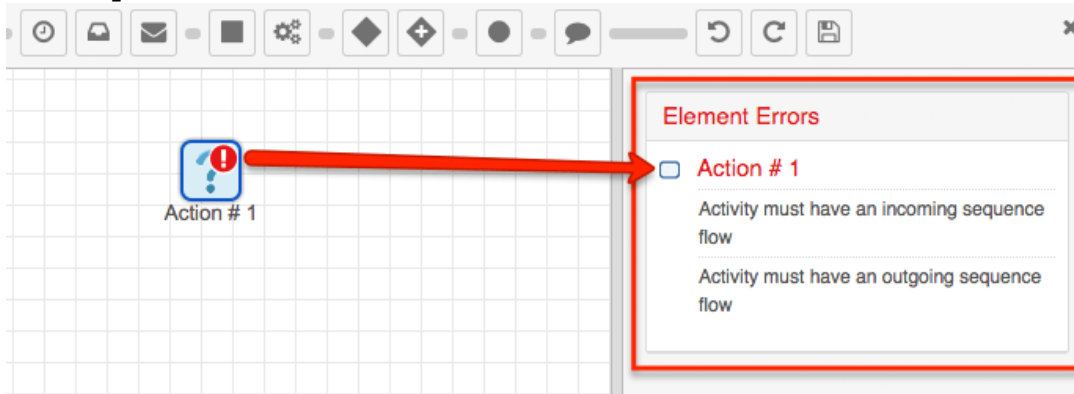 Element Errors
Action # 1
Action # 1
Activity must have an incoming sequence
flow
Activity must have an outgoing sequence
flow